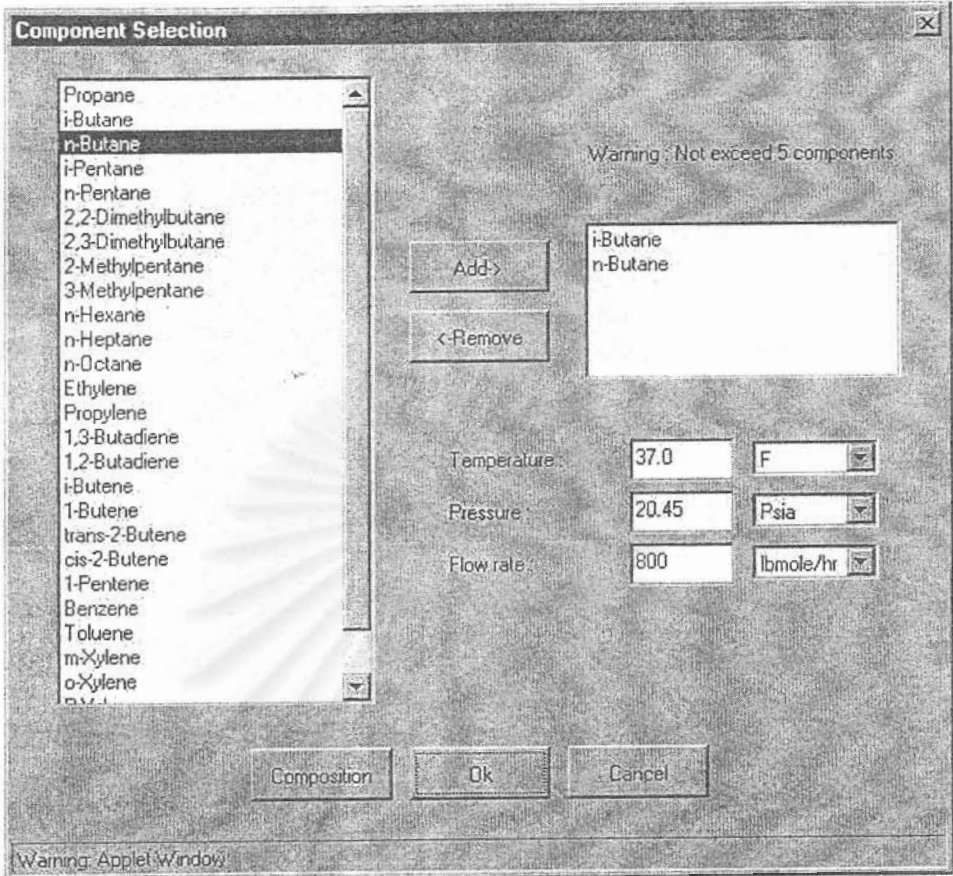 Component Selection
Propane
i-Butane
n-Butane
i-Pentane
n-Pentane
2,2-Dimethylbutane
2,3-Dimethylbutane
2-Methylpentane
3-Methylpentane
n-Hexane
n-Heptane
n-Octane
Ethylene
Propylene
1,3-Butadiene
1,2-Butadiene
i-Butene
1-Butene
trans-2-Butene
cis-2-Butene
1-Pentene
Benzene
Toluene
m-Xylene
o-Xylene
Add->
<-Remove
Warning : Not exceed 5 components
i-Butane
n-Butane
Temperature : 37.0 F
Pressure : 20.45 Psia
Flow rate : 800 lbmole/hr
Composition Ok Cancel
Warning: Applet Window